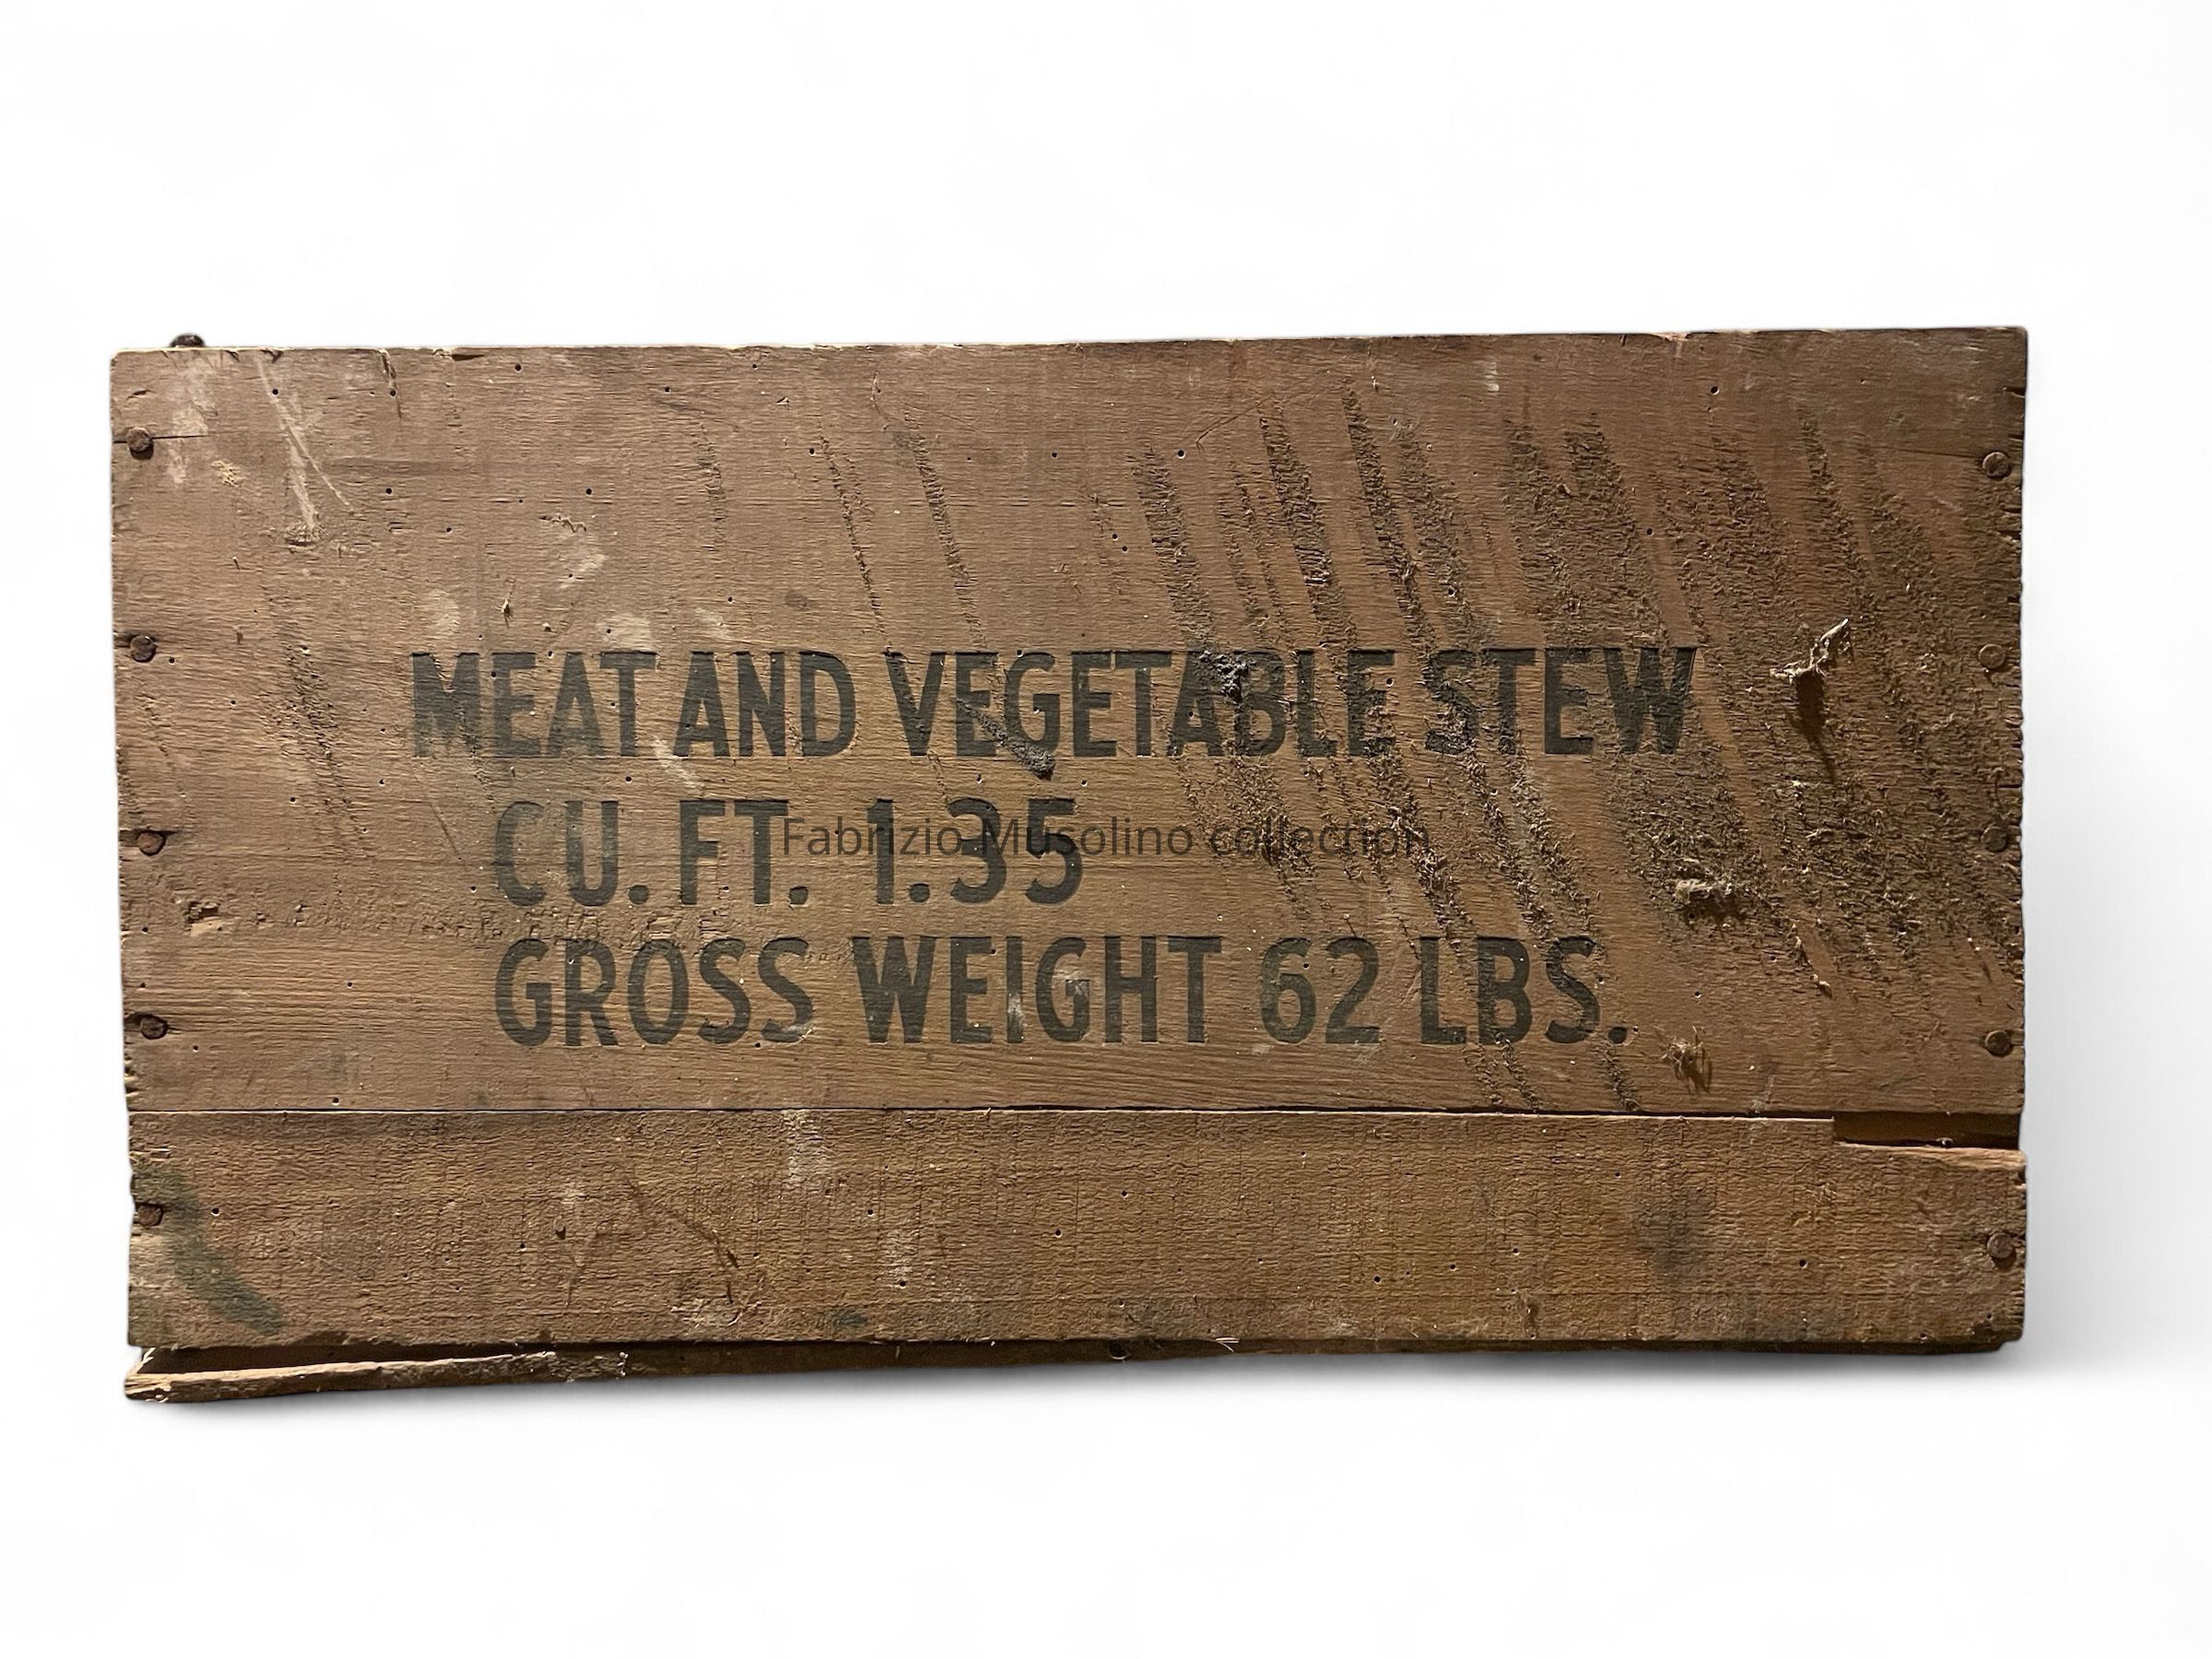 MEAT AND VEGETABLE STEW
CU. FT. 1.35
Fabrizio Musolino collection
GROSS WEIGHT 62 LBS.